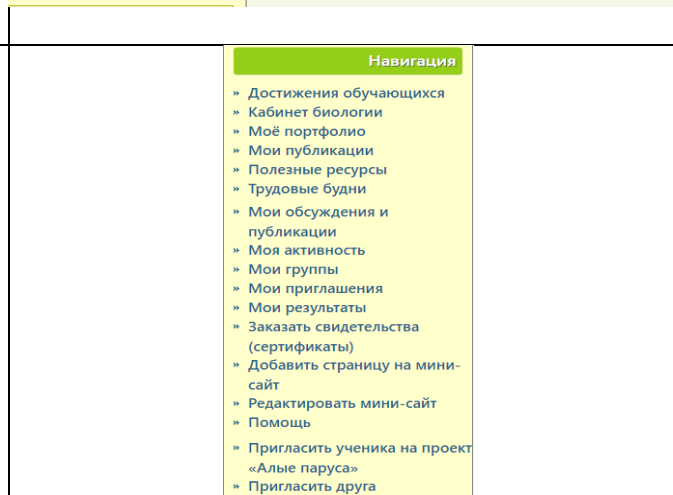 Навигация
» Достижения обучающихся
» Кабинет биологии
» Моё портфолио
» Мои публикации
» Полезные ресурсы
» Трудовые будни
» Мои обсуждения и
публикации
» Моя активность
» Мои группы
» Мои приглашения
» Мои результаты
» Заказать свидетельства
(сертификаты)
» Добавить страницу на мини-
сайт
» Редактировать мини-сайт
» Помощь
» Пригласить ученика на проект
«Алые паруса»
» Пригласить друга